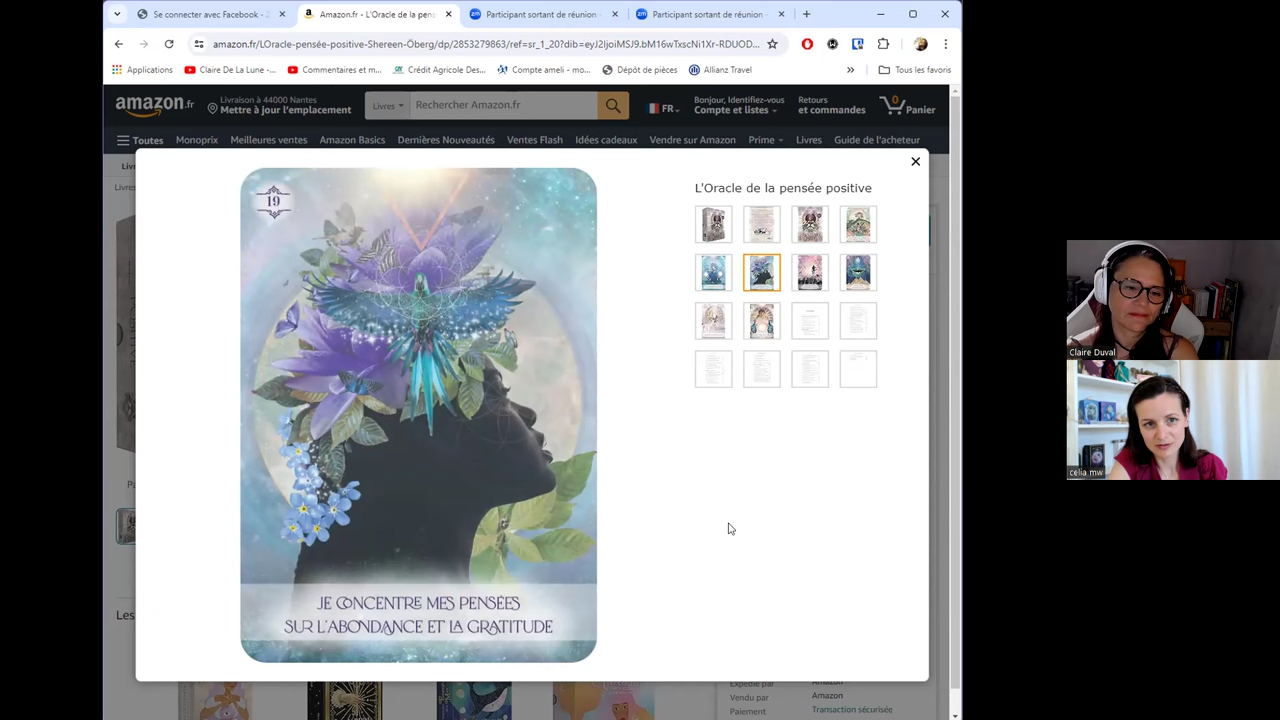 Se connecter avec Facebook - Z
Amazon.fr - L'Oracle de la pens
Participant sortant de réunion -
Participant sortant de réunion -
amazon.fr/LOracle-pensée-positive-Shereen-Öberg/dp/2853279863/ref=sr_1_20?dib=eyJ2IjoiMSJ9.bM16wTxscNi1Xr-RDUOD...
Applications
Claire De La Lune -...
Commentaires et m...
Crédit Agricole Des...
Compte ameli - mo...
Dépôt de pièces
Allianz Travel
»
Tous les favoris
amazon.fr
Livraison à 44000 Nantes
Mettre à jour l'emplacement
Livres
Rechercher Amazon.fr
FR
Bonjour, Identifiez-vous
Compte et listes
Retours
et commandes
0
Panier
Toutes
Monoprix
Meilleures ventes
Amazon Basics
Dernières Nouveautés
Ventes Flash
Idées cadeaux
Vendre sur Amazon
Prime
Livres
Guide de l'acheteur
L'Oracle de la pensée positive
19
JE CONCENTRE MES PENSÉES
SUR L'ABONDANCE ET LA GRATITUDE
Les
Expédié par
Amazon
Vendu par
Amazon
Paiement
Transaction sécurisée
Claire Duval
celia mw